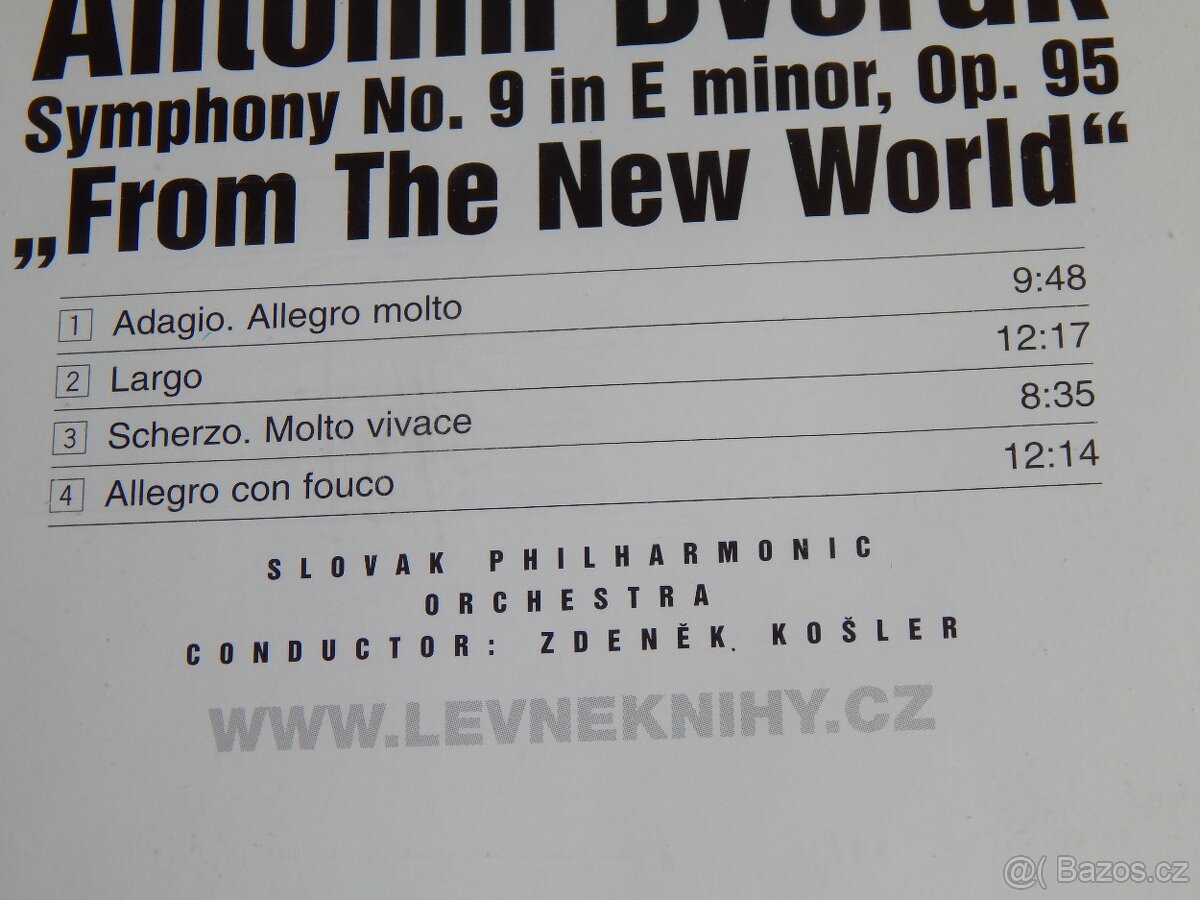 Antonín Dvořák
Symphony No. 9 in E minor, Op. 95
„From The New World“
1 Adagio. Allegro molto 9:48
2 Largo 12:17
3 Scherzo. Molto vivace 8:35
4 Allegro con fouco 12:14
SLOVAK PHILHARMONIC
ORCHESTRA
CONDUCTOR: ZDENĚK KOŠLER
WWW.LEVNEKNIHY.CZ
@( Bazos.cz